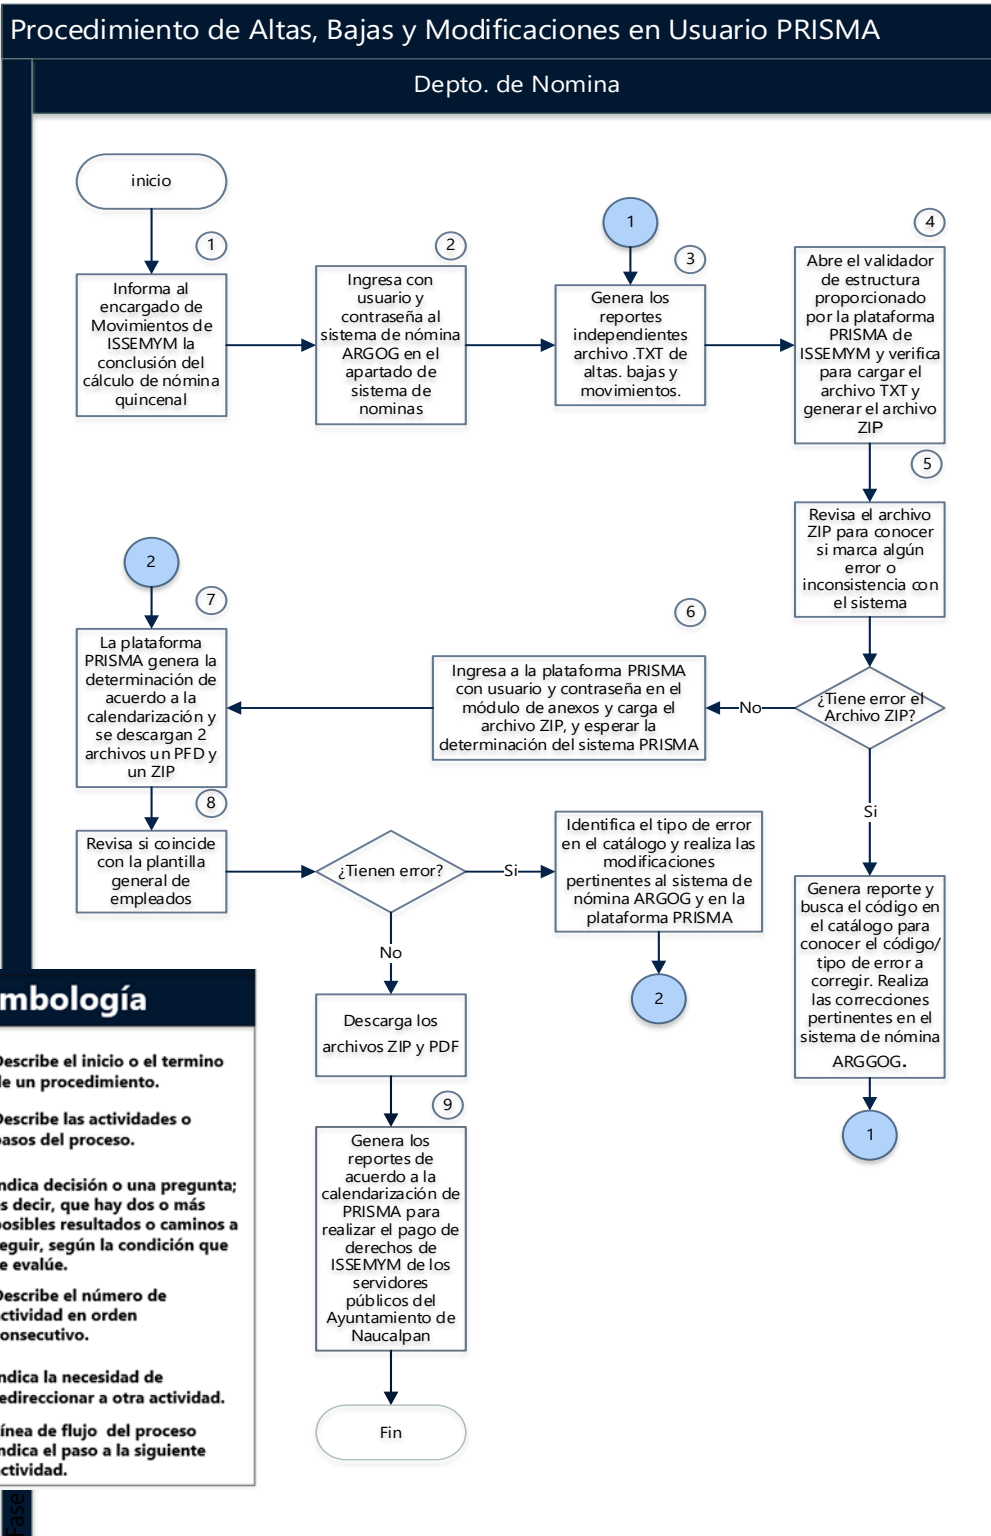 Procedimiento de Altas, Bajas y Modificaciones en Usuario PRISMA
Depto. de Nomina
inicio
1
Informa al
encargado de
Movimientos de
ISSEMYM la
conclusión del
cálculo de nómina
quincenal
2
Ingresa con
usuario y
contraseña al
sistema de nómina
ARGOG en el
apartado de
sistema de
nominas
1
3
Genera los
reportes
independientes
archivo .TXT de
altas. bajas y
movimientos.
4
Abre el validador
de estructura
proporcionado
por la plataforma
PRISMA de
ISSEMYM y verifica
para cargar el
archivo TXT y
generar el archivo
ZIP
5
Revisa el archivo
ZIP para conocer
si marca algún
error o
inconsistencia con
el sistema
¿Tiene error el
Archivo ZIP?
No
Si
6
Ingresa a la plataforma PRISMA
con usuario y contraseña en el
módulo de anexos y carga el
archivo ZIP, y esperar la
determinación del sistema PRISMA
2
7
La plataforma
PRISMA genera la
determinación de
acuerdo a la
calendarización y
se descargan 2
archivos un PFD y
un ZIP
8
Revisa si coincide
con la plantilla
general de
empleados
¿Tienen error?
Si
No
Identifica el tipo de error
en el catálogo y realiza las
modificaciones
pertinentes al sistema de
nómina ARGOG y en la
plataforma PRISMA
2
Genera reporte y
busca el código en
el catálogo para
conocer el código/
tipo de error a
corregir. Realiza
las correcciones
pertinentes en el
sistema de nómina
ARGGOG.
1
Descarga los
archivos ZIP y PDF
9
Genera los
reportes de
acuerdo a la
calendarización de
PRISMA para
realizar el pago de
derechos de
ISSEMYM de los
servidores
públicos del
Ayuntamiento de
Naucalpan
Fin
mbología
Describe el inicio o el termino
de un procedimiento.
Describe las actividades o
pasos del proceso.
ndica decisión o una pregunta;
es decir, que hay dos o más
posibles resultados o caminos a
eguir, según la condición que
e evalúe.
Describe el número de
actividad en orden
consecutivo.
ndica la necesidad de
edireccionar a otra actividad.
ínea de flujo del proceso
ndica el paso a la siguiente
actividad.
Fase